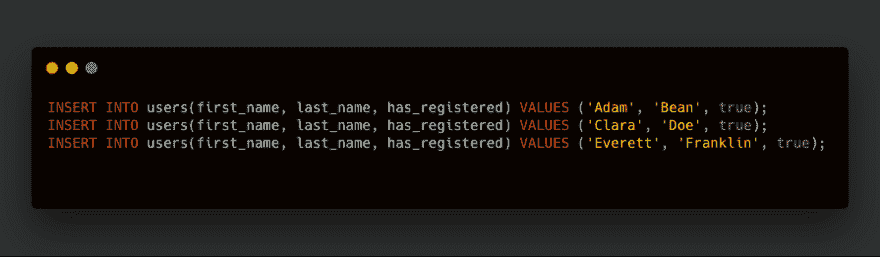 INSERT INTO users(first_name, last_name, has_registered) VALUES ('Adam', 'Bean', true);
INSERT INTO users(first_name, last_name, has_registered) VALUES ('Clara', 'Doe', true);
INSERT INTO users(first_name, last_name, has_registered) VALUES ('Everett', 'Franklin', true);